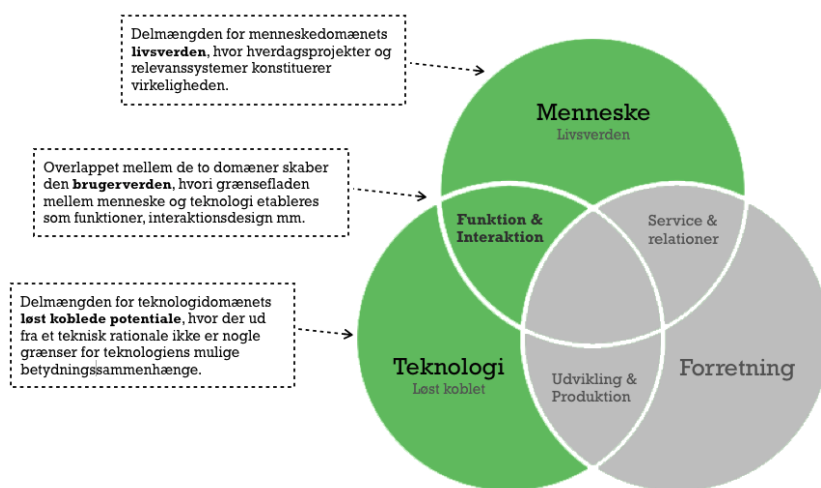 Delmængden for menneskedomænets
livsverden, hvor hverdagsprojekter og
relevanssystemer konstituerer
virkeligheden.
Overlappet mellem de to domæner skaber
den brugerverden, hvori grænsefladen
mellem menneske og teknologi etableres
som funktioner, interaktionsdesign mm.
Delmængden for teknologidomænets
løst koblede potentiale, hvor der ud
fra et teknisk rationale ikke er nogle
grænser for teknologiens mulige
betydningssammenhænge.
Menneske
Livsverden
Funktion &
Interaktion
Service &
relationer
Teknologi
Løst koblet
Udvikling &
Produktion
Forretning